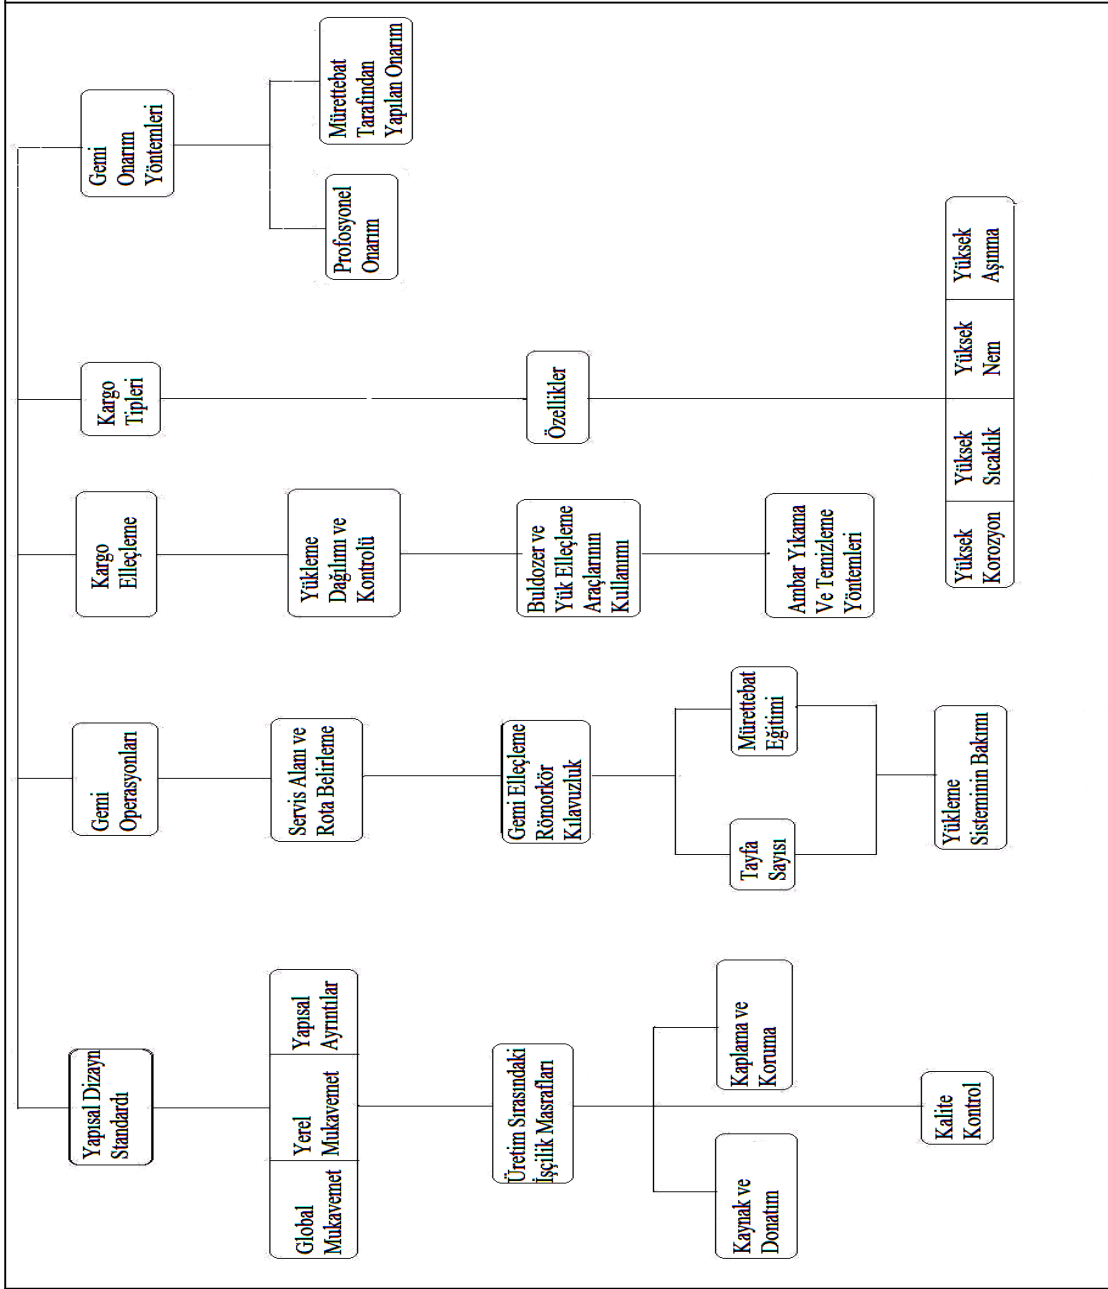 Yapısal Dizayn
Standardı
Global
Mukavemet
Yerel
Mukavemet
Yapısal
Ayrıntılar
Üretim Sırasındaki
İşçilik Masrafları
Kaynak ve
Donatım
Kaplama ve
Koruma
Kalite
Kontrol
Gemi
Operasyonları
Servis Alanı ve
Rota Belirleme
Gemi Elleçleme
Römorkör
Kılavuzluk
Tayfa
Sayısı
Mürettebat
Eğitimi
Yükleme
Sisteminin Bakımı
Kargo
Elleçleme
Yükleme
Dağılımı ve
Kontrolü
Buldozer ve
Yük Elleçleme
Araçlarının
Kullanımı
Ambar Yıkama
Ve Temizleme
Yöntemleri
Kargo
Tipleri
Özellikler
Yüksek
Korozyon
Yüksek
Sıcaklık
Yüksek
Nem
Yüksek
Aşınma
Gemi
Onarım
Yöntemleri
Profosyonel
Onarım
Mürettebat
Tarafından
Yapılan Onarım